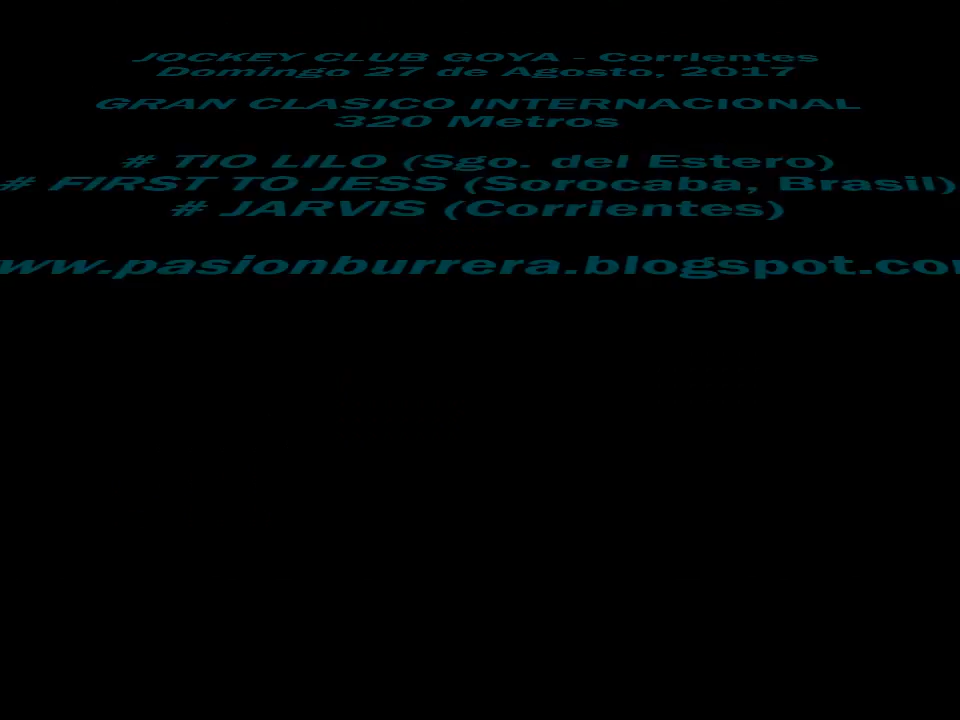 JOCKEY CLUB GOYA - Corrientes
Domingo 27 de Agosto, 2017
GRAN CLASICO INTERNACIONAL
320 Metros
# TIO LILO (Sgo. del Estero)
# FIRST TO JESS (Sorocaba, Brasil)
# JARVIS (Corrientes)
ww.pasionburrera.blogspot.co